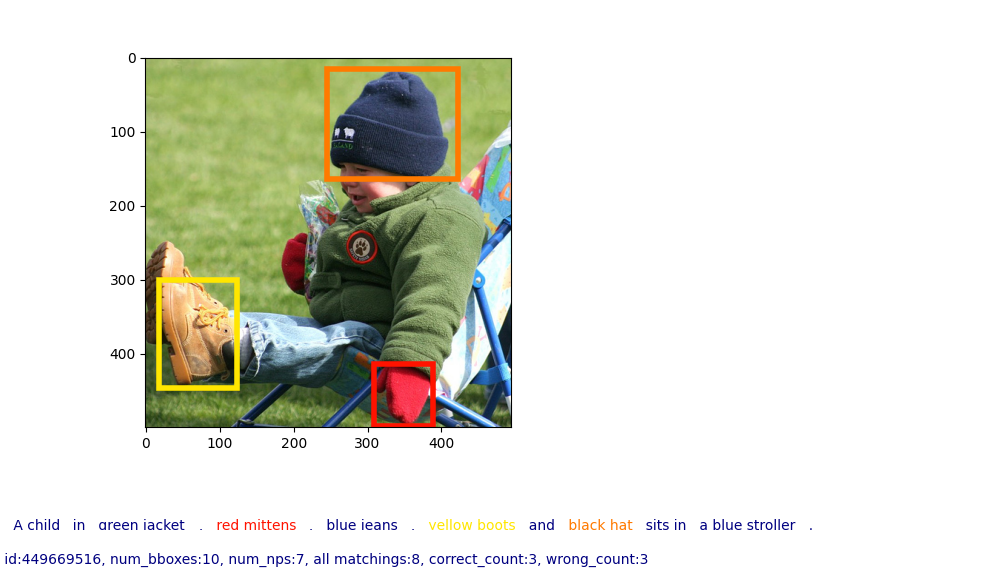 0
100
200
300
400
0 100 200 300 400
A child in green jacket . red mittens . blue jeans . yellow boots and black hat sits in a blue stroller .
id:449669516, num_bboxes:10, num_nps:7, all matchings:8, correct_count:3, wrong_count:3